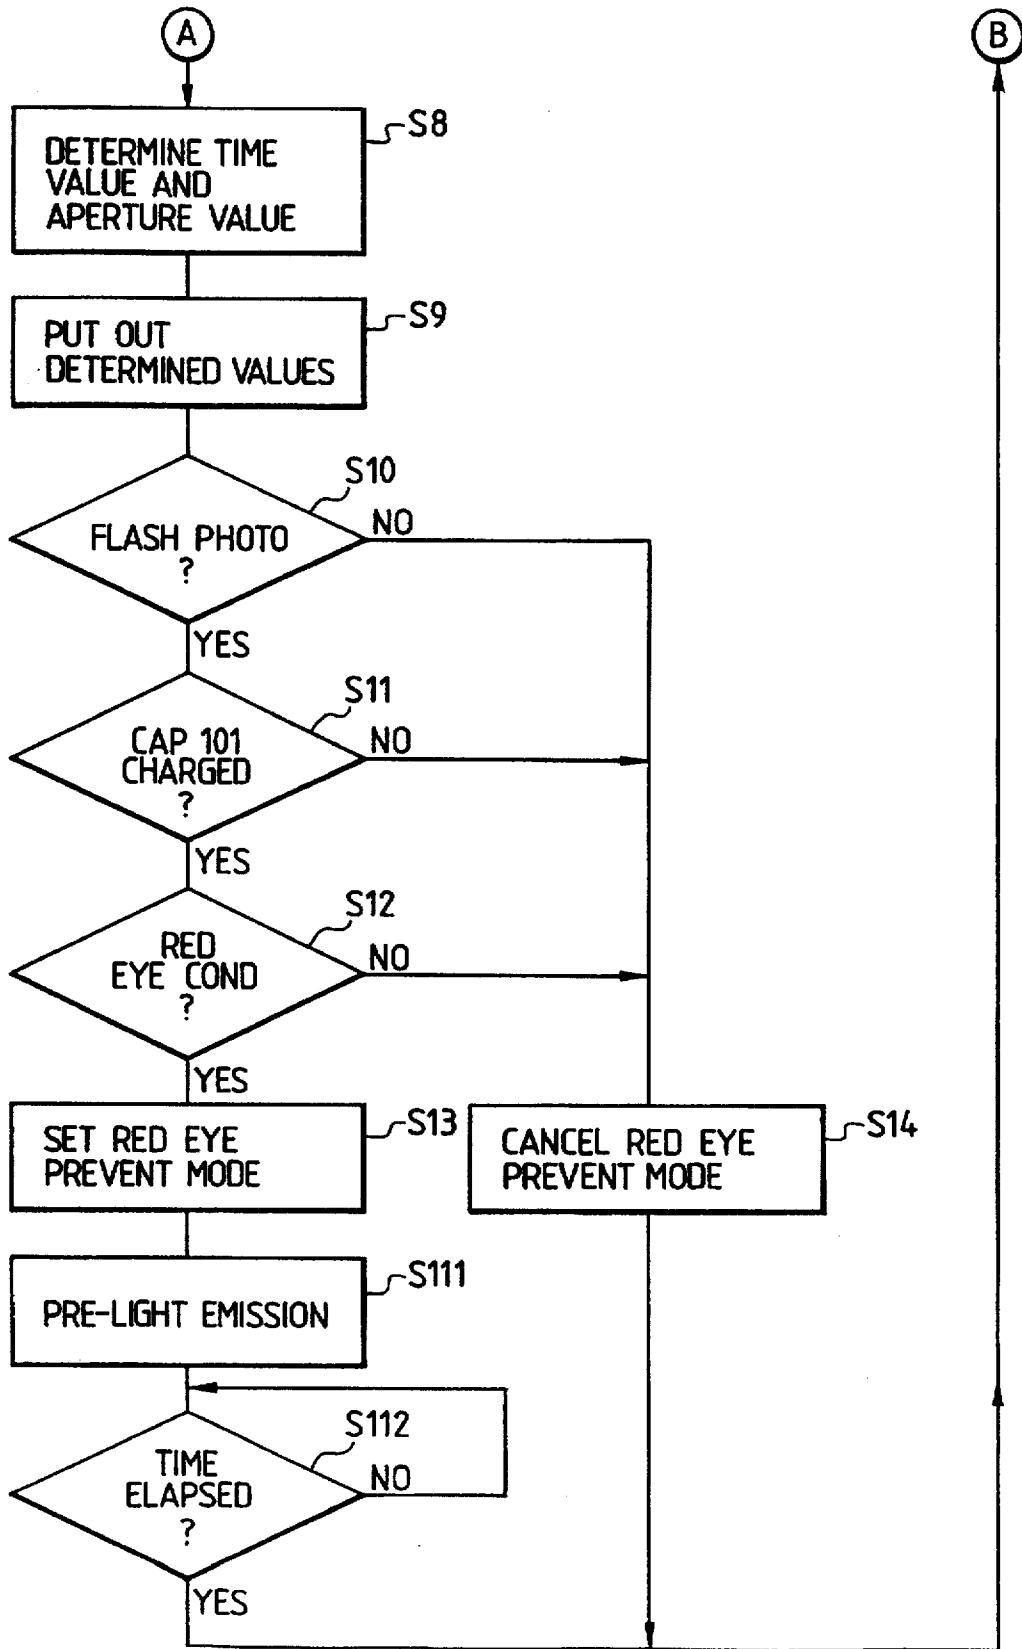 A
B
S8
DETERMINE TIME
VALUE AND
APERTURE VALUE
S9
PUT OUT
DETERMINED VALUES
S10
FLASH PHOTO
?
NO
YES
S11
CAP 101
CHARGED
?
NO
YES
S12
RED
EYE COND
?
NO
YES
S13
SET RED EYE
PREVENT MODE
S14
CANCEL RED EYE
PREVENT MODE
S111
PRE-LIGHT EMISSION
S112
TIME
ELAPSED
?
NO
YES